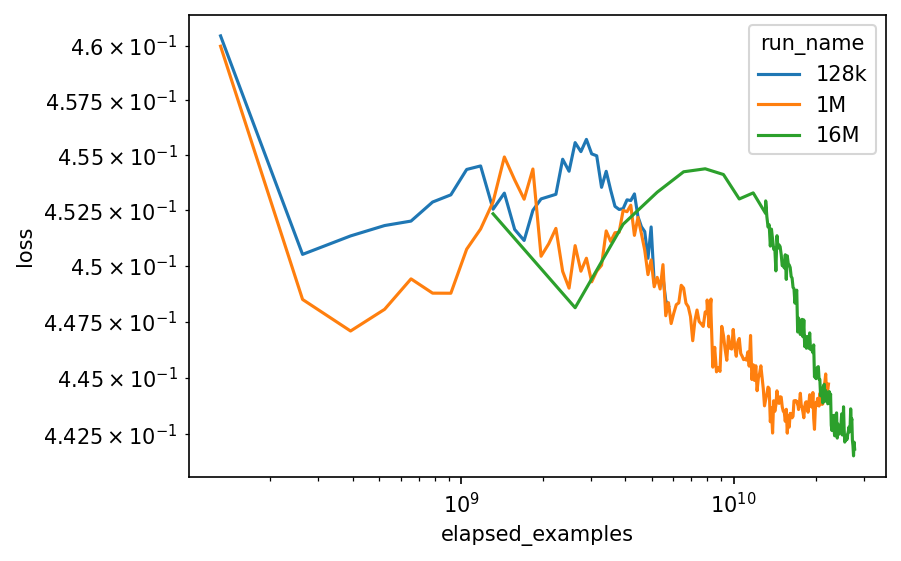 4.6 × 10⁻¹
4.575 × 10⁻¹
4.55 × 10⁻¹
4.525 × 10⁻¹
4.5 × 10⁻¹
4.475 × 10⁻¹
4.45 × 10⁻¹
4.425 × 10⁻¹
loss
run_name
128k
1M
16M
10⁹ 10¹⁰
elapsed_examples